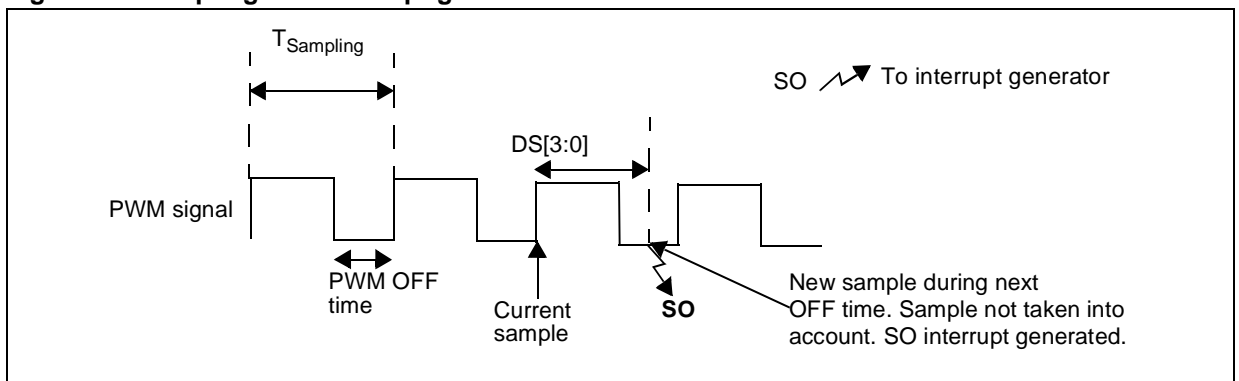 T_Sampling
SO To interrupt generator
DS[3:0]
PWM signal
PWM OFF
time
Current
sample
SO
New sample during next
OFF time. Sample not taken into
account. SO interrupt generated.